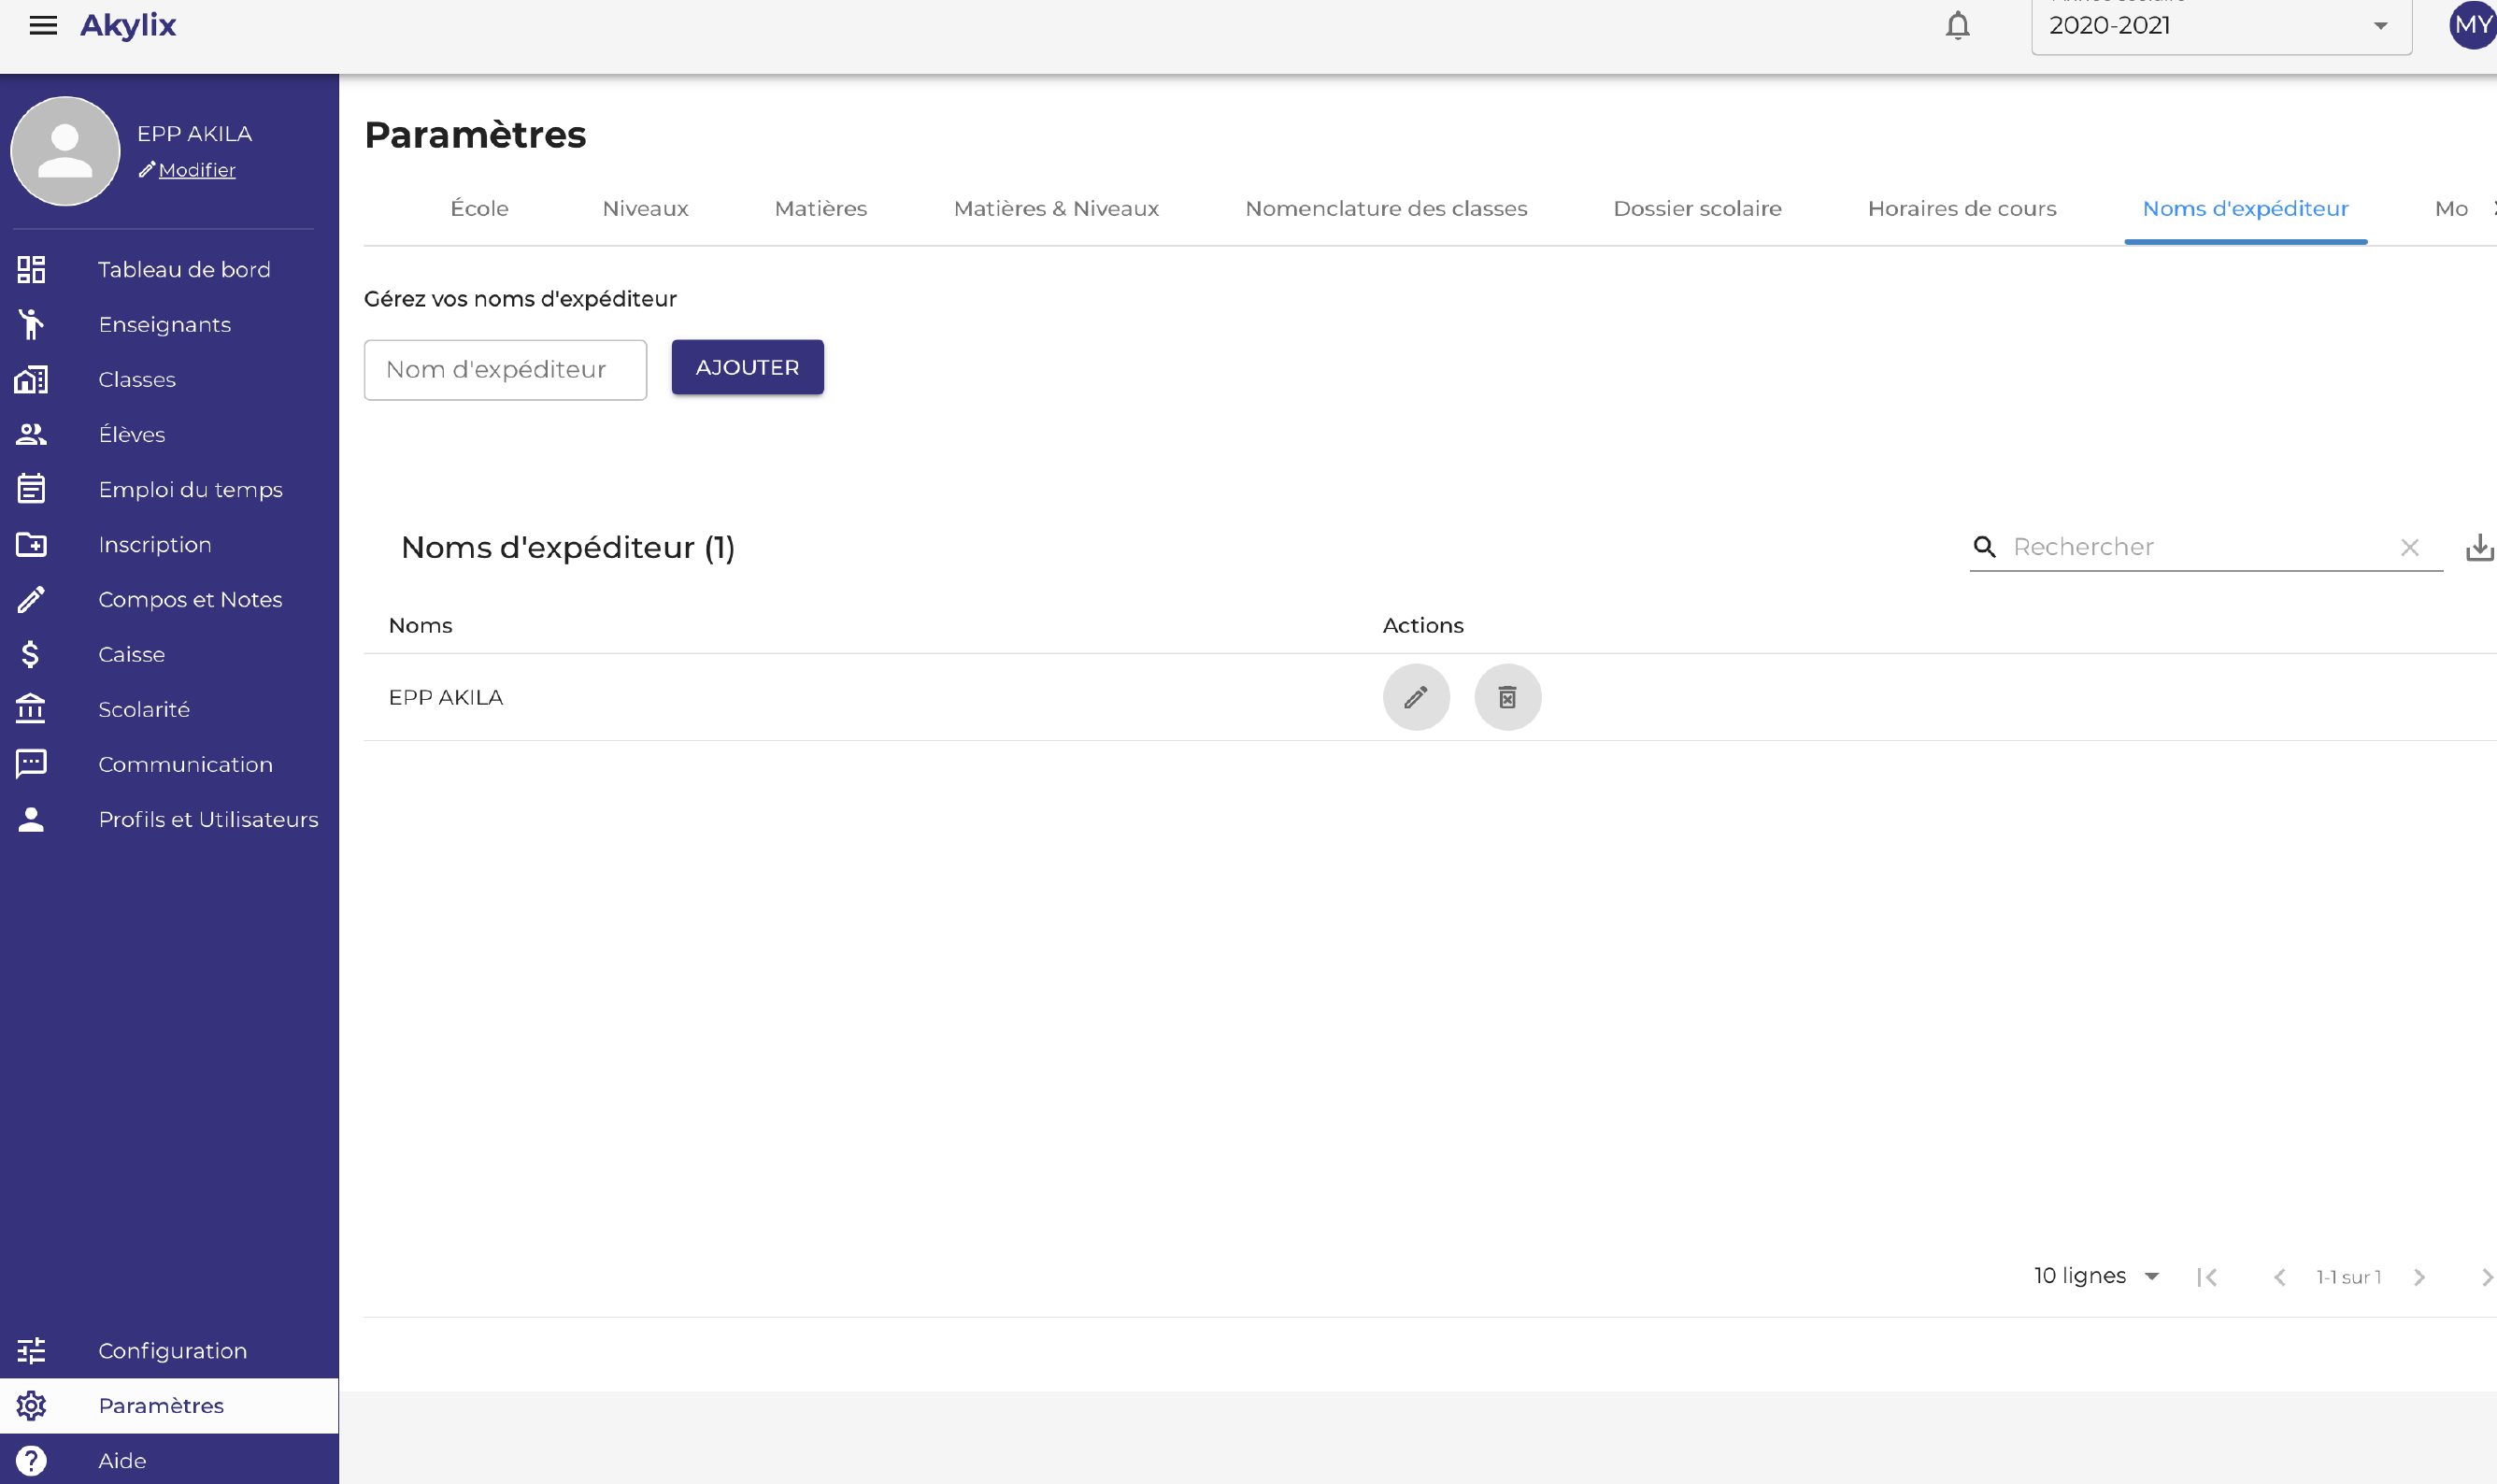 Akylix
2020-2021
MY
EPP AKILA
Modifier
Tableau de bord
Enseignants
Classes
Élèves
Emploi du temps
Inscription
Compos et Notes
Caisse
Scolarité
Communication
Profils et Utilisateurs
Configuration
Paramètres
Aide
Paramètres
École Niveaux Matières Matières & Niveaux Nomenclature des classes Dossier scolaire Horaires de cours Noms d'expéditeur Mo
Gérez vos noms d'expéditeur
Nom d'expéditeur AJOUTER
Noms d'expéditeur (1) Rechercher
Noms Actions
EPP AKILA
10 lignes 1-1 sur 1